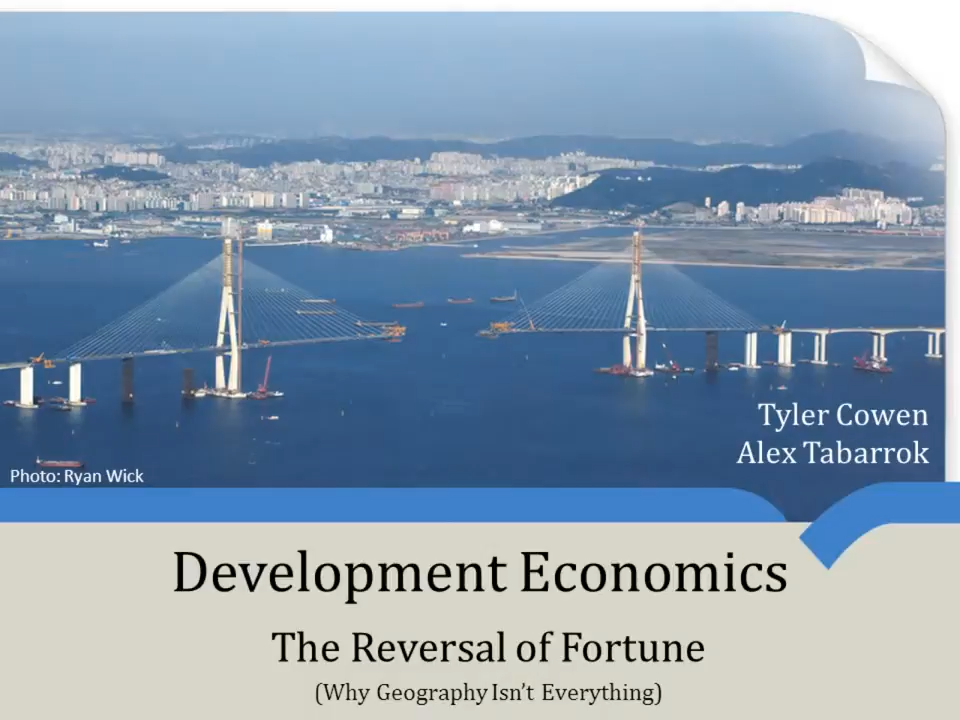 Tyler Cowen
Alex Tabarrok
Photo: Ryan Wick
Development Economics
The Reversal of Fortune
(Why Geography Isn't Everything)